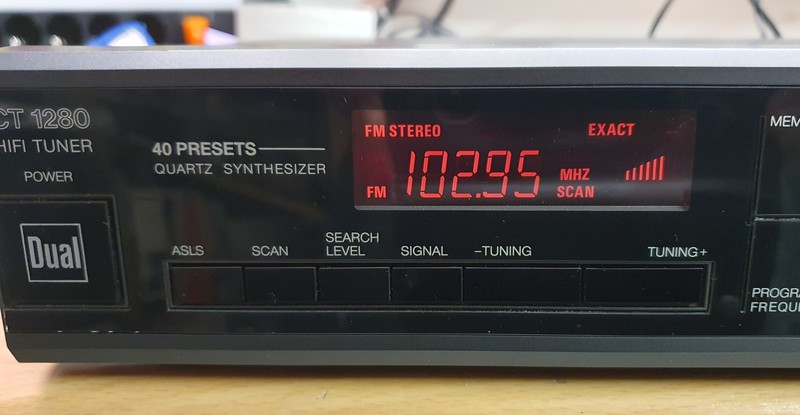 CT 1280
HIFI TUNER
POWER
Dual
40 PRESETS
QUARTZ SYNTHESIZER
FM STEREO
EXACT
FM 102.95 MHZ
SCAN
ASLS
SCAN
SEARCH
LEVEL
SIGNAL
–TUNING
TUNING+
MEM
PROGRA
FREQU